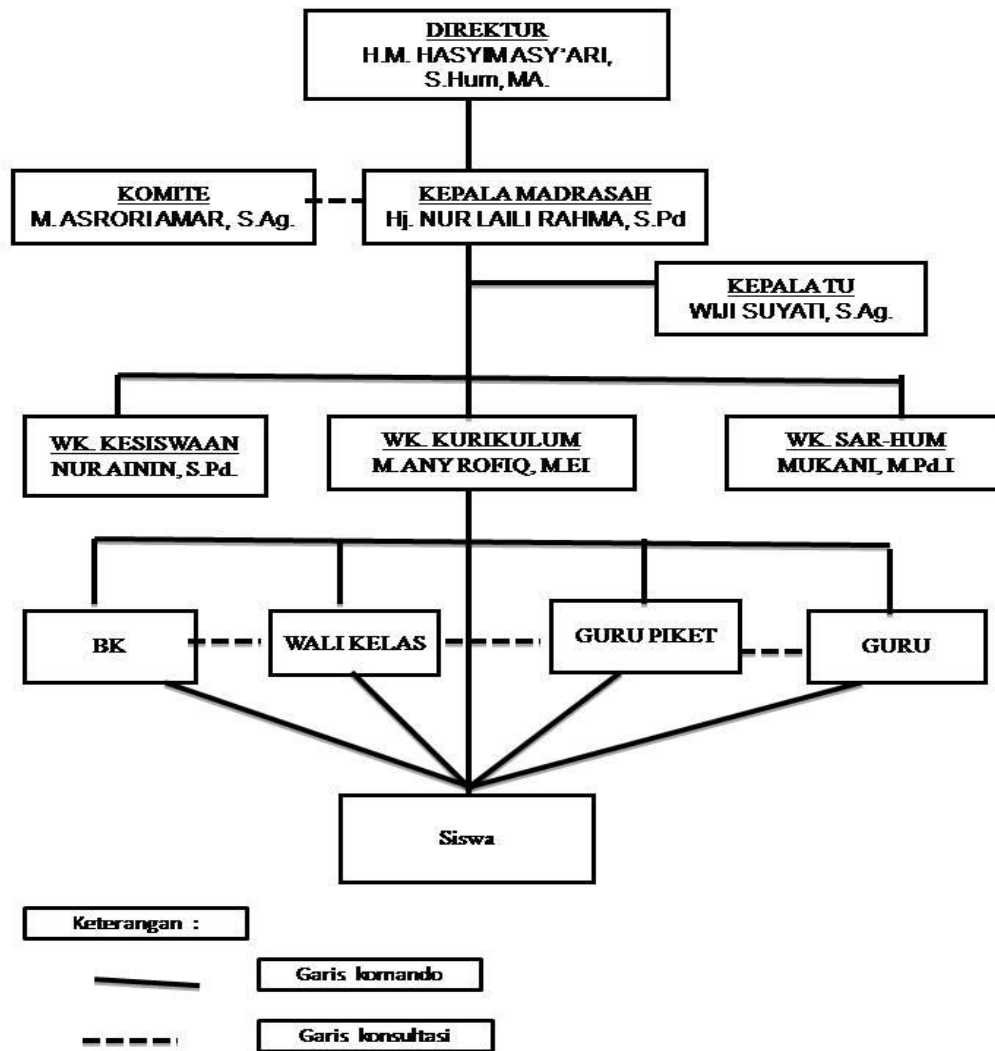 DIREKTUR
H.M. HASYIM ASY'ARI,
S.Hum, MA.
KOMITE
M. ASRORI AMAR, S.Ag.
KEPALA MADRASAH
Hj. NUR LAILI RAHMA, S.Pd
KEPALA TU
WIJI SUYATI, S.Ag.
WK. KESISWAAN
NUR AININ, S.Pd.
WK. KURIKULUM
M. ANY ROFIQ, M.EI
WK. SAR-HUM
MUKANI, M.Pd.I
BK
WALI KELAS
GURU PIKET
GURU
Siswa
Keterangan :
Garis komando
Garis konsultasi